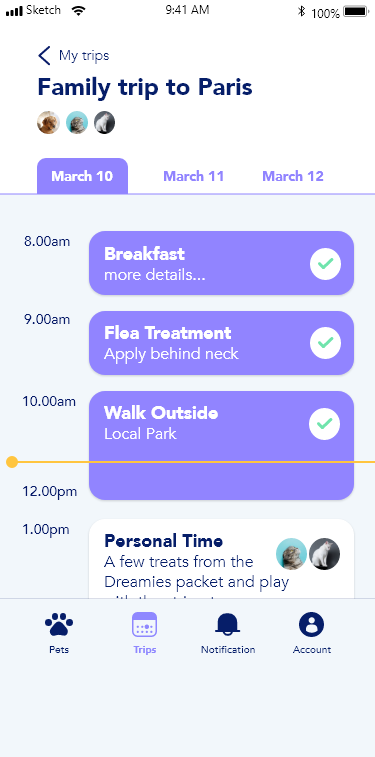 Sketch 9:41 AM 100%
My trips
Family trip to Paris
March 10 March 11 March 12
8.00am
Breakfast
more details...
9.00am
Flea Treatment
Apply behind neck
10.00am
Walk Outside
Local Park
12.00pm
1.00pm
Personal Time
A few treats from the
Dreamies packet and play
Pets Trips Notification Account